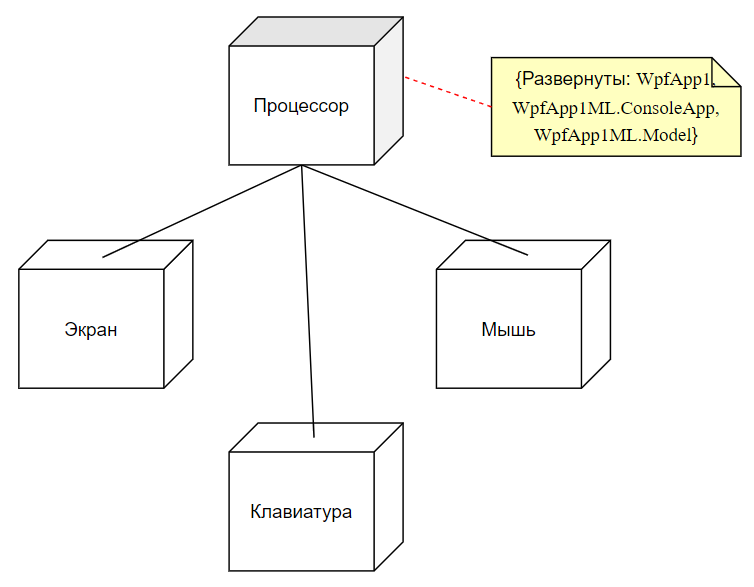 Процессор
{Развернуты: WpfApp1,
WpfApp1ML.ConsoleApp,
WpfApp1ML.Model}
Экран
Мышь
Клавиатура